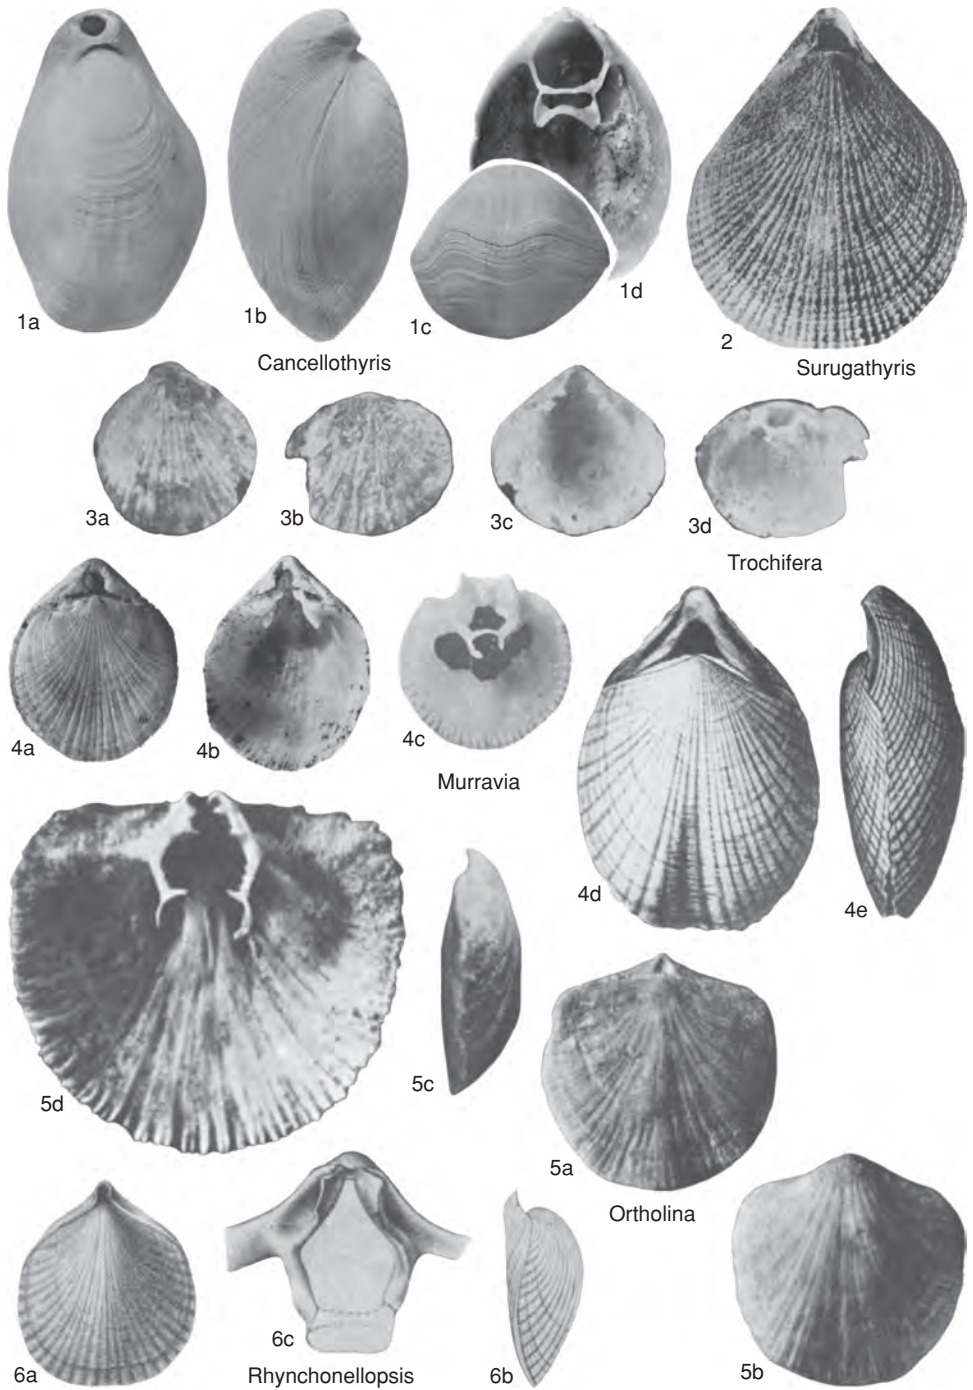 1a
1b
1c
1d
2
Cancellothyris
Surugathyris
3a
3b
3c
3d
Trochifera
4a
4b
4c
Murravia
4d
4e
5d
5c
5a
Ortholina
5b
6a
6c
Rhynchonellopsis
6b